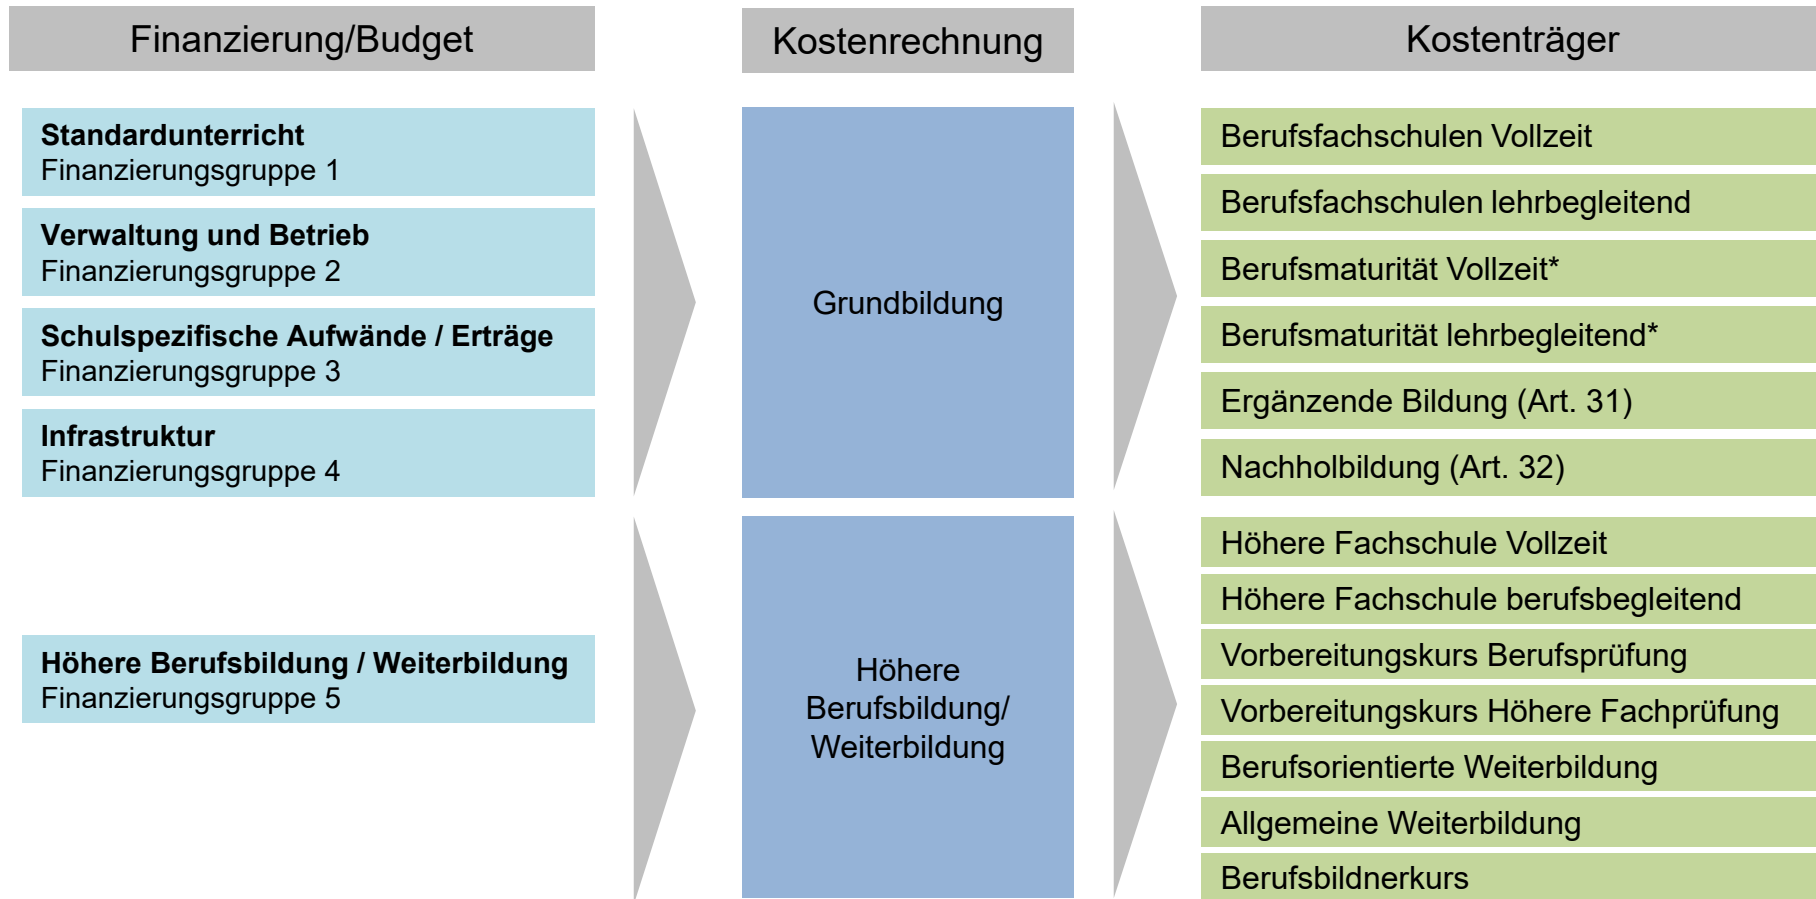 Finanzierung/Budget
Kostenrechnung
Kostenträger
Standardunterricht
Finanzierungsgruppe 1
Verwaltung und Betrieb
Finanzierungsgruppe 2
Schulspezifische Aufwände / Erträge
Finanzierungsgruppe 3
Infrastruktur
Finanzierungsgruppe 4
Grundbildung
Berufsfachschulen Vollzeit
Berufsfachschulen lehrbegleitend
Berufsmaturität Vollzeit*
Berufsmaturität lehrbegleitend*
Ergänzende Bildung (Art. 31)
Nachholbildung (Art. 32)
Höhere Berufsbildung / Weiterbildung
Finanzierungsgruppe 5
Höhere
Berufsbildung/
Weiterbildung
Höhere Fachschule Vollzeit
Höhere Fachschule berufsbegleitend
Vorbereitungskurs Berufsprüfung
Vorbereitungskurs Höhere Fachprüfung
Berufsorientierte Weiterbildung
Allgemeine Weiterbildung
Berufsbildnerkurs